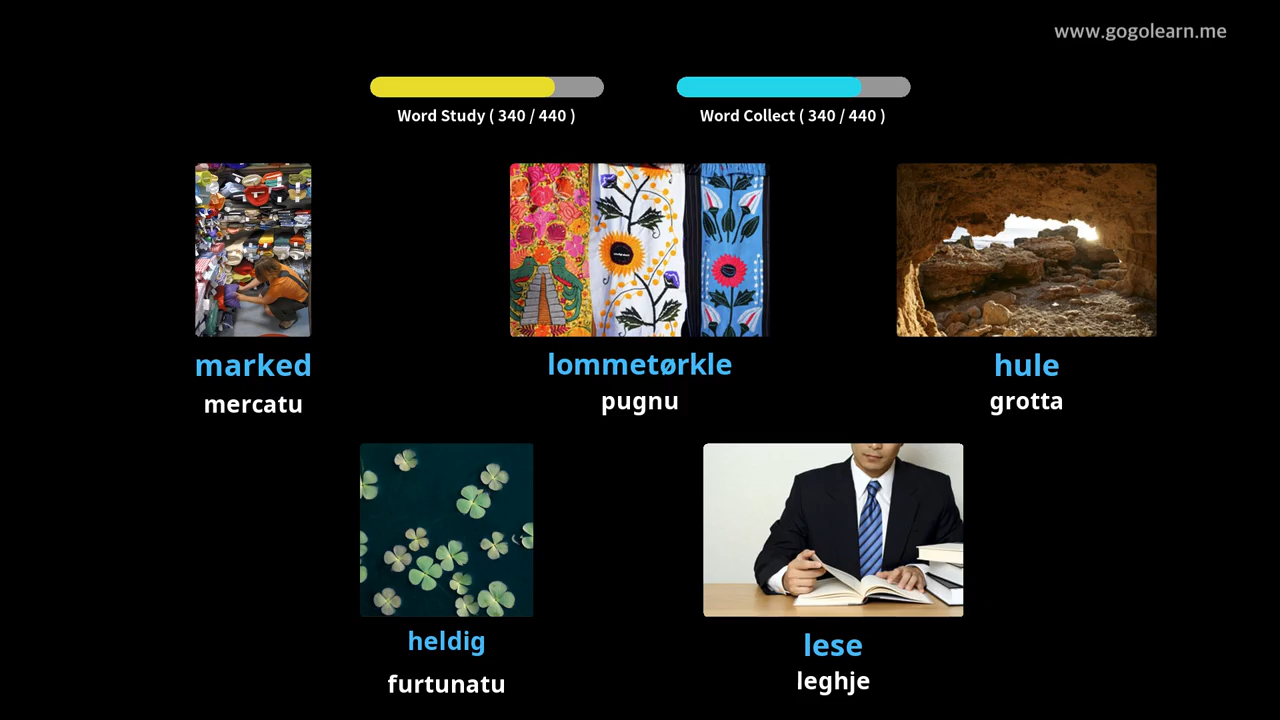 www.gogolearn.me
Word Study ( 340 / 440 )
Word Collect ( 340 / 440 )
marked
mercatu
lommetørkle
pugnu
hule
grotta
heldig
furtunatu
lese
leghje